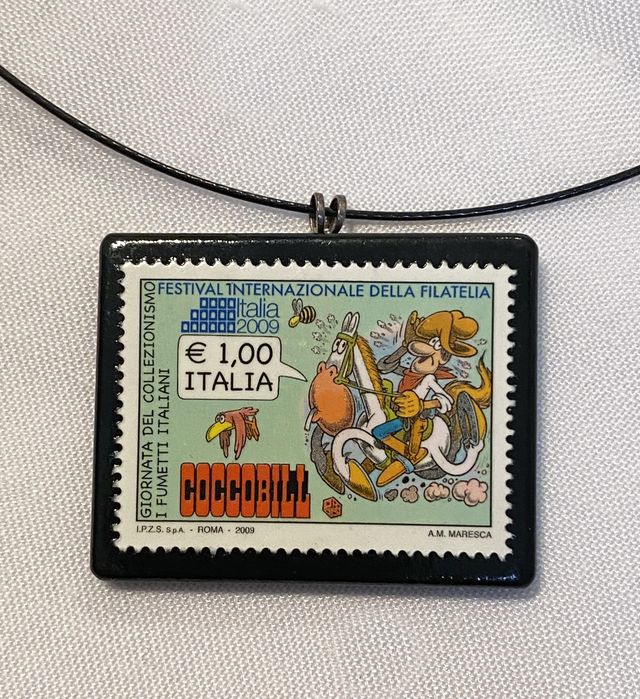 FESTIVAL INTERNAZIONALE DELLA FILATELIA
Italia
2009
€ 1,00
ITALIA
GIORNATA DEL COLLEZIONISMO
I FUMETTI ITALIANI
COCCOBILL
I.P.Z.S. S.p.A. - ROMA - 2009
A.M. MARESCA